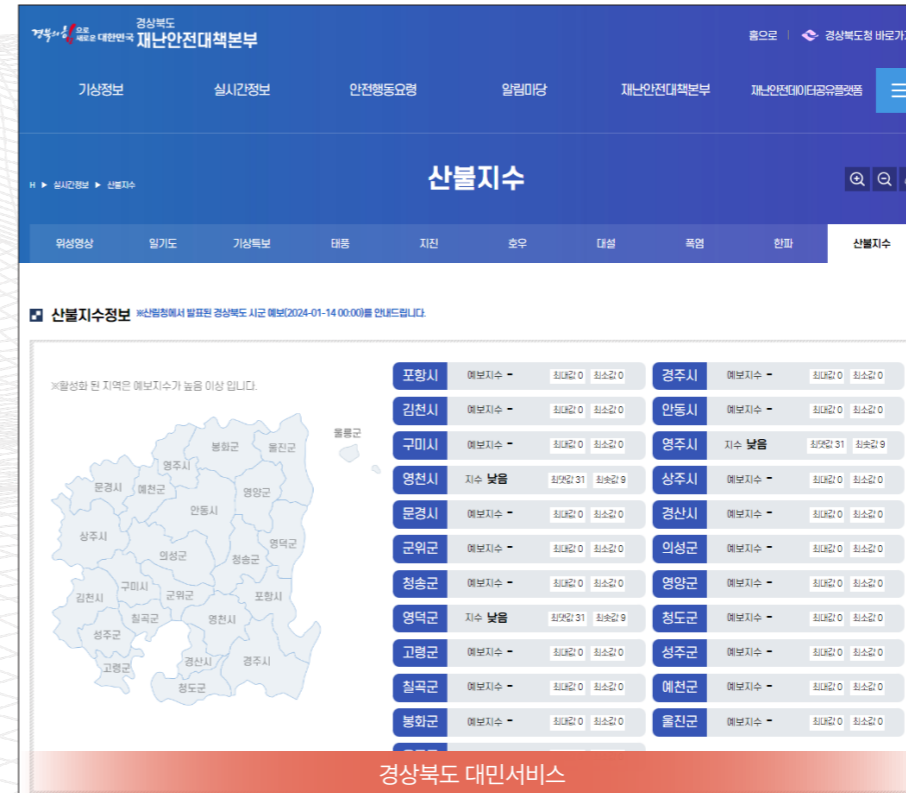 경북의 힘으로 새로운 대한민국
경상북도
재난안전대책본부
홈으로 | 경상북도청 바로가기
기상정보 실시간정보 안전행동요령 알림마당 재난안전대책본부 재난안전데이터공유플랫폼
산불지수
H ▶ 실시간정보 ▶ 산불지수
위성영상 일기도 기상특보 태풍 지진 호우 대설 폭염 한파 산불지수
산불지수정보 ※산림청에서 발표된 경상북도 시군 예보(2024-01-14 00:00)를 안내드립니다.
※활성화 된 지역은 예보지수가 높음 이상 입니다.
울릉군
봉화군 울진군
영주시
문경시 예천군 영양군
안동시
상주시 영덕군
의성군 청송군
구미시 군위군 포항시
김천시
칠곡군 영천시
성주군
고령군 경산시 경주시
청도군
포항시 예보지수 - 최대값 0 최소값 0 경주시 예보지수 - 최대값 0 최소값 0
김천시 예보지수 - 최대값 0 최소값 0 안동시 예보지수 - 최대값 0 최소값 0
구미시 예보지수 - 최대값 0 최소값 0 영주시 지수 낮음 최댓값 31 최솟값 9
영천시 지수 낮음 최댓값 31 최솟값 9 상주시 예보지수 - 최대값 0 최소값 0
문경시 예보지수 - 최대값 0 최소값 0 경산시 예보지수 - 최대값 0 최소값 0
군위군 예보지수 - 최대값 0 최소값 0 의성군 예보지수 - 최대값 0 최소값 0
청송군 예보지수 - 최대값 0 최소값 0 영양군 예보지수 - 최대값 0 최소값 0
영덕군 지수 낮음 최댓값 31 최솟값 9 청도군 예보지수 - 최대값 0 최소값 0
고령군 예보지수 - 최대값 0 최소값 0 성주군 예보지수 - 최대값 0 최소값 0
칠곡군 예보지수 - 최대값 0 최소값 0 예천군 예보지수 - 최대값 0 최소값 0
봉화군 예보지수 - 최대값 0 최소값 0 울진군 예보지수 - 최대값 0 최소값 0
경상북도 대민서비스